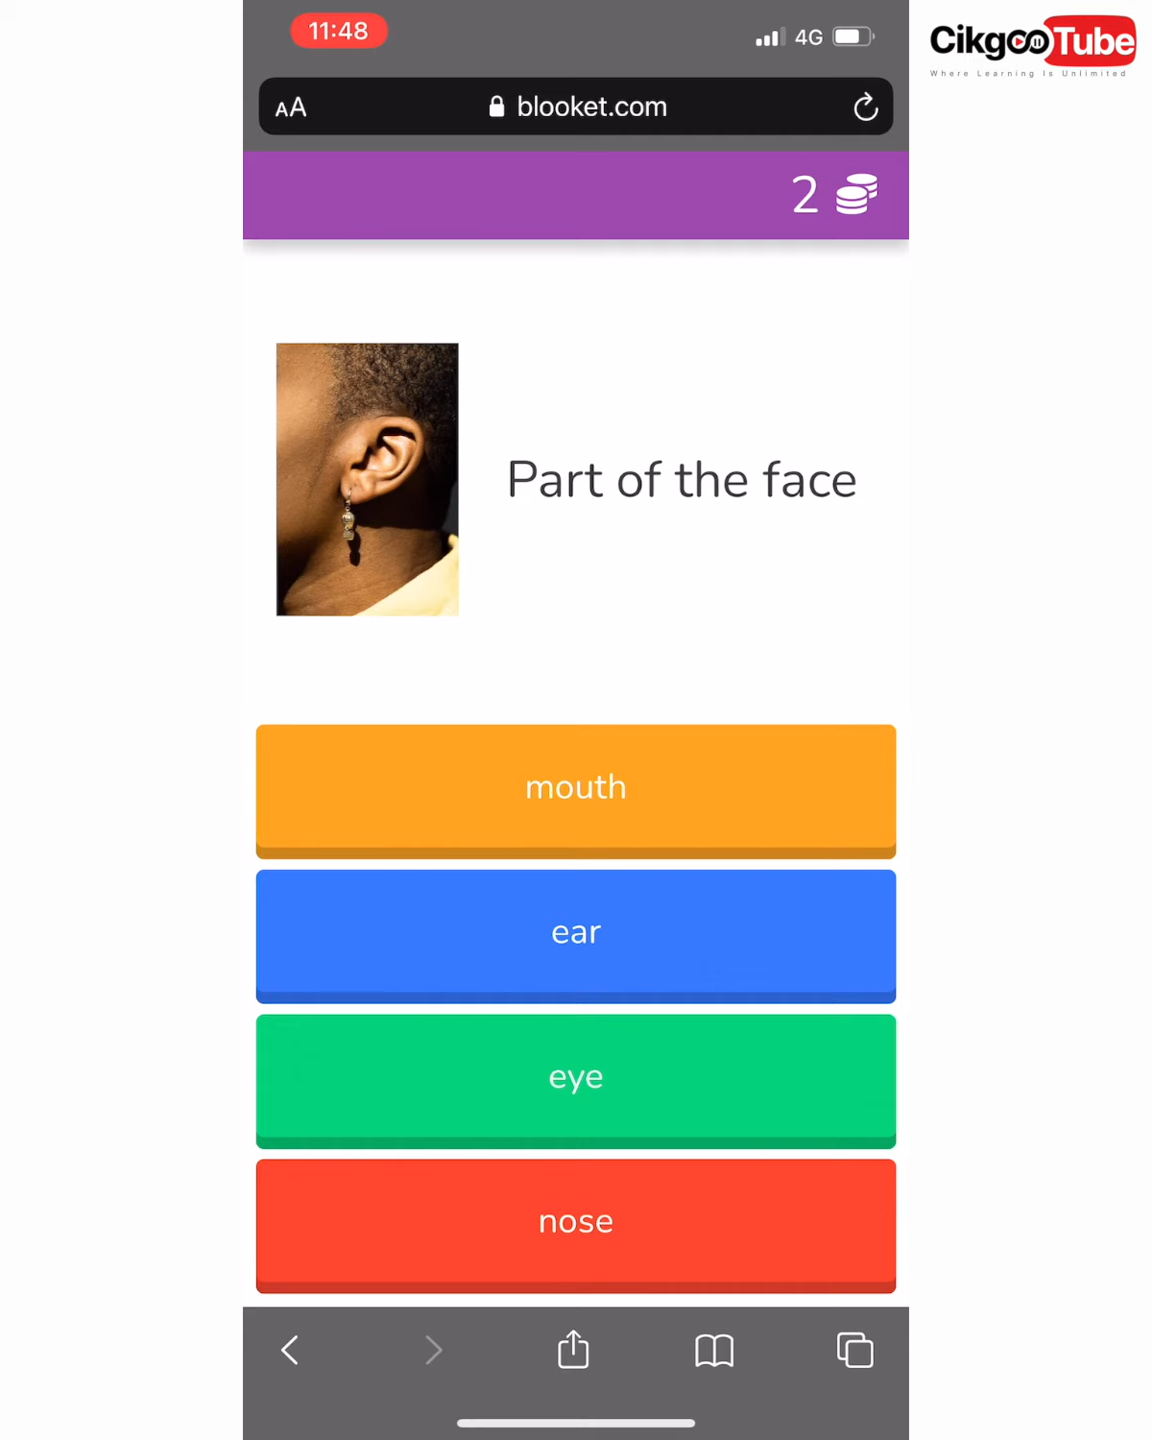 11:48
4G
CikgooTube
Where Learning Is Unlimited
AA
blooket.com
2
Part of the face
mouth
ear
eye
nose